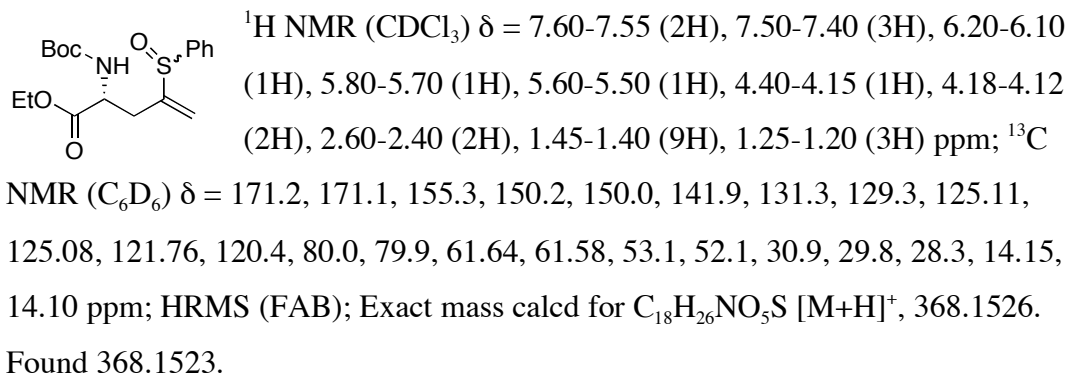 Boc
NH
O
S
Ph
EtO
O
¹H NMR (CDCl₃) δ = 7.60-7.55 (2H), 7.50-7.40 (3H), 6.20-6.10
(1H), 5.80-5.70 (1H), 5.60-5.50 (1H), 4.40-4.15 (1H), 4.18-4.12
(2H), 2.60-2.40 (2H), 1.45-1.40 (9H), 1.25-1.20 (3H) ppm; ¹³C
NMR (C₆D₆) δ = 171.2, 171.1, 155.3, 150.2, 150.0, 141.9, 131.3, 129.3, 125.11,
125.08, 121.76, 120.4, 80.0, 79.9, 61.64, 61.58, 53.1, 52.1, 30.9, 29.8, 28.3, 14.15,
14.10 ppm; HRMS (FAB); Exact mass calcd for C₁₈H₂₆NO₅S [M+H]⁺, 368.1526.
Found 368.1523.